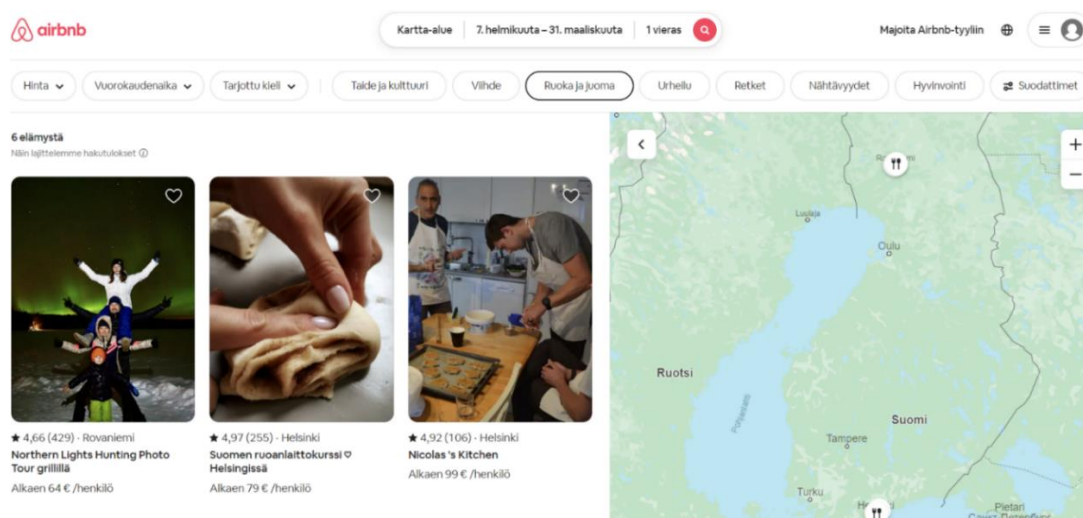 airbnb
Kartta-alue 7. helmikuuta – 31. maaliskuuta 1 vieras
Majoita Airbnb-tyyliin
Hinta Vuorokaudenaika Tarjottu kieli Taide ja kulttuuri Viihde Ruoka ja juoma Urheilu Retket Nähtävyydet Hyvinvointi Suodattimet
6 elämystä
Näin lajittelemme hakutulokset
★ 4,66 (429) · Rovaniemi
Northern Lights Hunting Photo
Tour grillillä
Alkaen 64 € /henkilö
★ 4,97 (255) · Helsinki
Suomen ruoanlaittokurssi ♡
Helsingissä
Alkaen 79 € /henkilö
★ 4,92 (106) · Helsinki
Nicolas 's Kitchen
Alkaen 99 € /henkilö
Luulaja
Oulu
Ruotsi
Pohjanlahti
Suomi
Tampere
Turku
Pietari